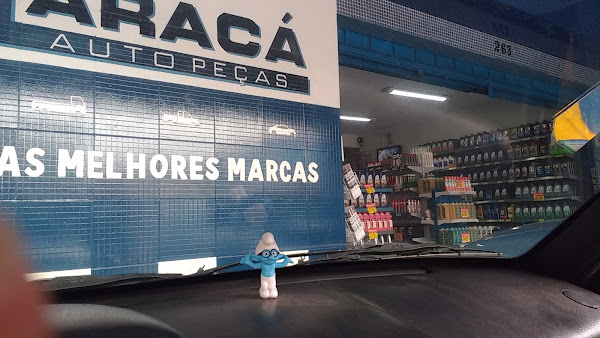 ARACÁ
AUTO PEÇAS
263
AS MELHORES MARCAS